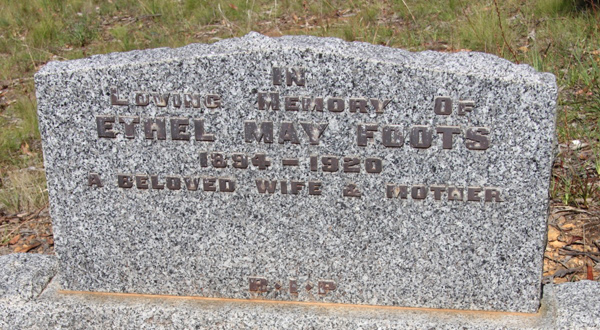 IN
LOVING MEMORY OF
ETHEL MAY FOOTS
1894 - 1920
A BELOVED WIFE & MOTHER
R·I·P